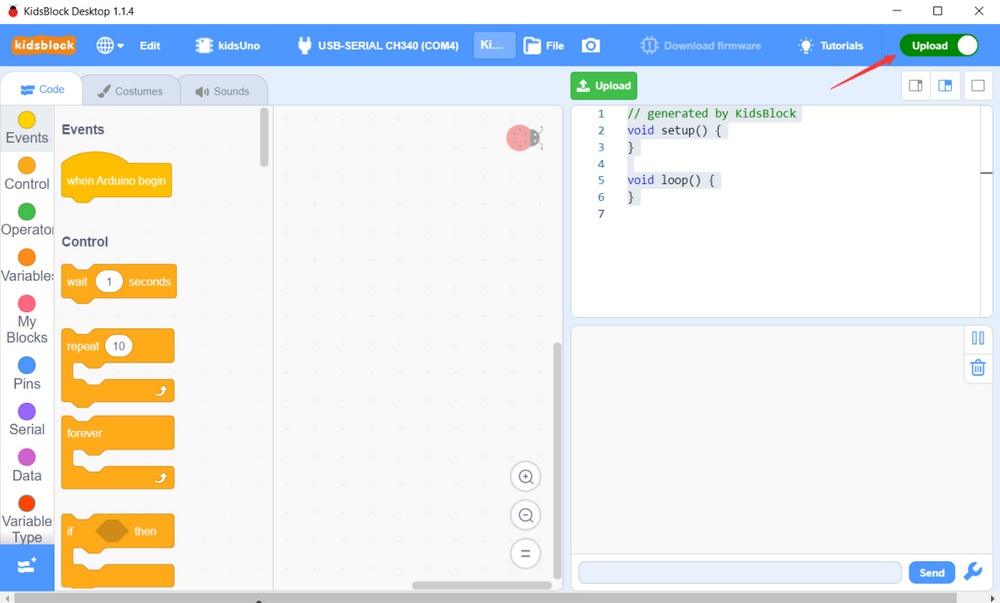 KidsBlock Desktop 1.1.4
kidsblock
Edit
kidsUno
USB-SERIAL CH340 (COM4)
Ki...
File
Download firmware
Tutorials
Upload
Code
Costumes
Sounds
Upload
Events
Control
Operato
Variables
My
Blocks
Pins
Serial
Data
Variable
Type
Events
when Arduino begin
Control
wait 1 seconds
repeat 10
forever
if then
1 // generated by KidsBlock
2 void setup() {
3 }
4
5 void loop() {
6 }
7
Send